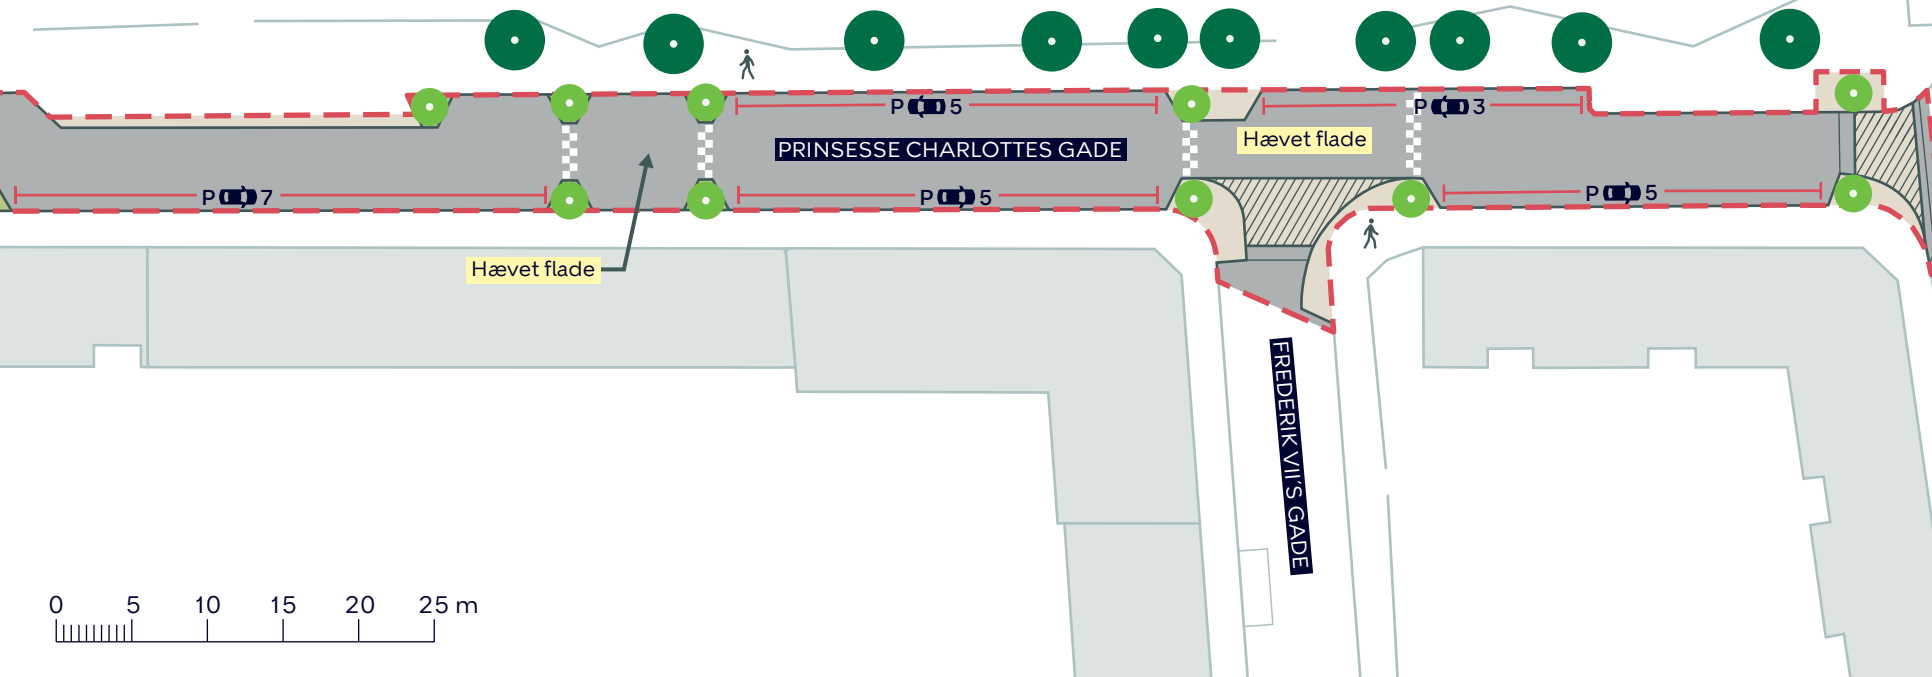 P 5
P 3
Hævet flade
PRINSESSE CHARLOTTES GADE
P 7
P 5
P 5
Hævet flade
FREDERIK VII'S GADE
0 5 10 15 20 25 m